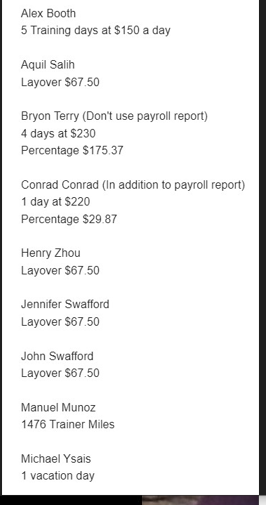 Alex Booth
5 Training days at $150 a day
Aquil Salih
Layover $67.50
Bryon Terry (Don't use payroll report)
4 days at $230
Percentage $175.37
Conrad Conrad (In addition to payroll report)
1 day at $220
Percentage $29.87
Henry Zhou
Layover $67.50
Jennifer Swafford
Layover $67.50
John Swafford
Layover $67.50
Manuel Munoz
1476 Trainer Miles
Michael Ysais
1 vacation day